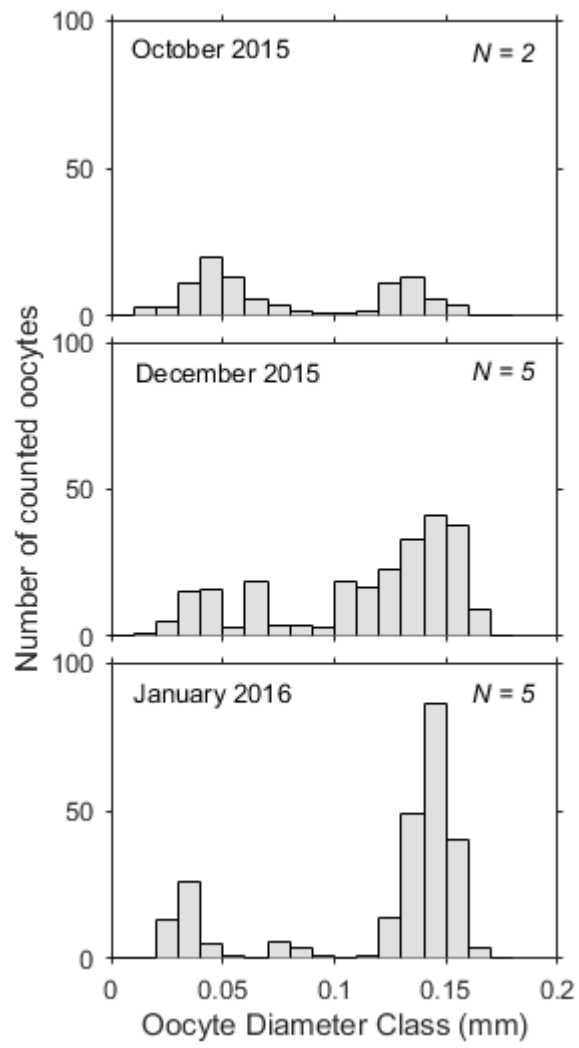 100
October 2015
N = 2
50
0
100
December 2015
N = 5
50
0
100
January 2016
N = 5
50
0
0
0.05
0.1
0.15
0.2
Oocyte Diameter Class (mm)
Number of counted oocytes